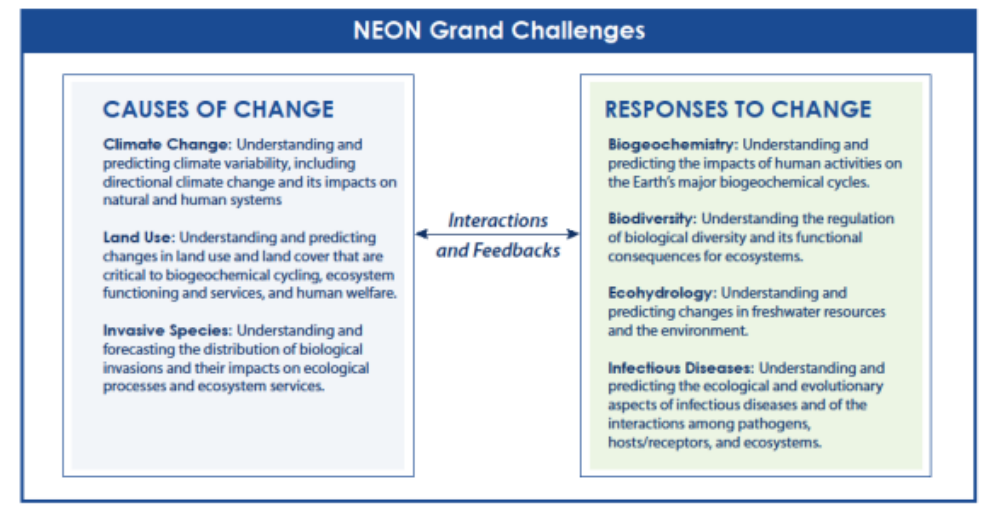 NEON Grand Challenges
CAUSES OF CHANGE
Climate Change: Understanding and
predicting climate variability, including
directional climate change and its impacts on
natural and human systems
Land Use: Understanding and predicting
changes in land use and land cover that are
critical to biogeochemical cycling, ecosystem
functioning and services, and human welfare.
Invasive Species: Understanding and
forecasting the distribution of biological
invasions and their impacts on ecological
processes and ecosystem services.
Interactions
and Feedbacks
RESPONSES TO CHANGE
Biogeochemistry: Understanding and
predicting the impacts of human activities on
the Earth's major biogeochemical cycles.
Biodiversity: Understanding the regulation
of biological diversity and its functional
consequences for ecosystems.
Ecohydrology: Understanding and
predicting changes in freshwater resources
and the environment.
Infectious Diseases: Understanding and
predicting the ecological and evolutionary
aspects of infectious diseases and of the
interactions among pathogens,
hosts/receptors, and ecosystems.